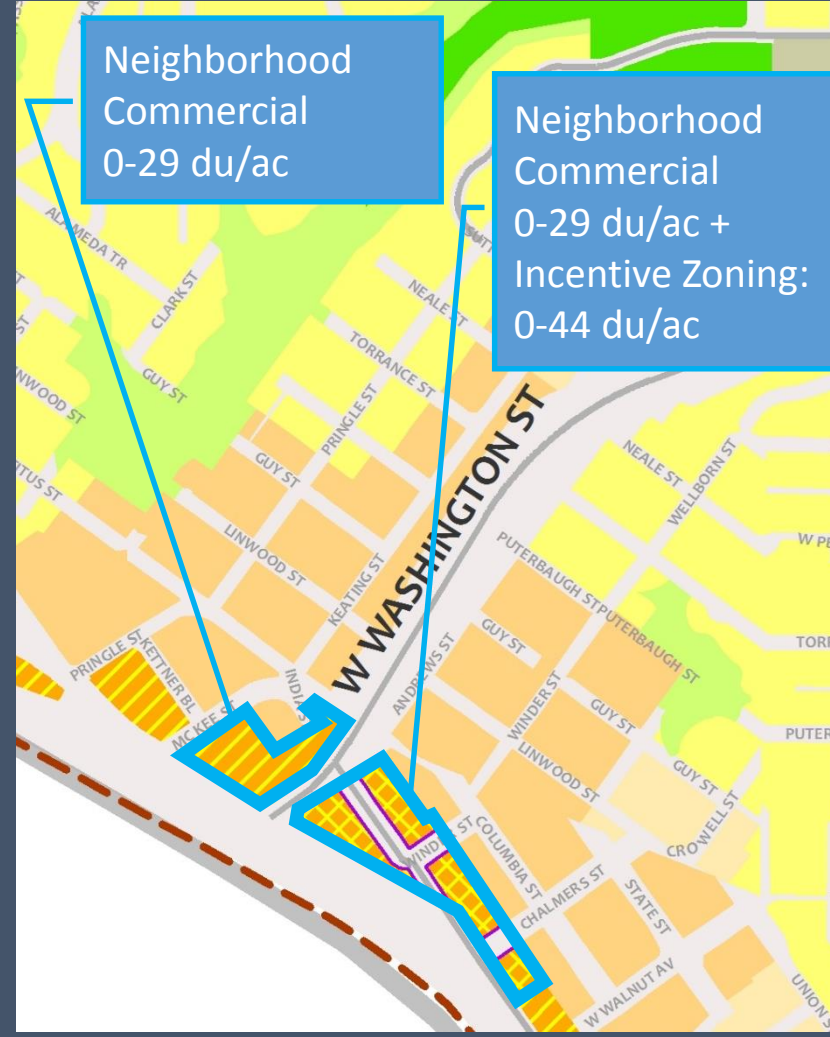 Neighborhood
Commercial
0-29 du/ac
Neighborhood
Commercial
0-29 du/ac +
Incentive Zoning:
0-44 du/ac
ALAMEDA TR
CLARK ST
GUY ST
NEALE ST
TORRANCE ST
PRINGLE ST
GUY ST
LINWOOD ST
KEATING ST
W WASHINGTON ST
NEALE ST
WELLBORN ST
PUTERBAUGH ST
PUTERBAUGH ST
ANDREWS ST
GUY ST
WINDER ST
GUY ST
LINWOOD ST
GUY ST
CROWELL ST
PRINGLE ST
KETTNER BL
MC KEE ST
COLUMBIA ST
CHALMERS ST
STATE ST
W WALNUT AV